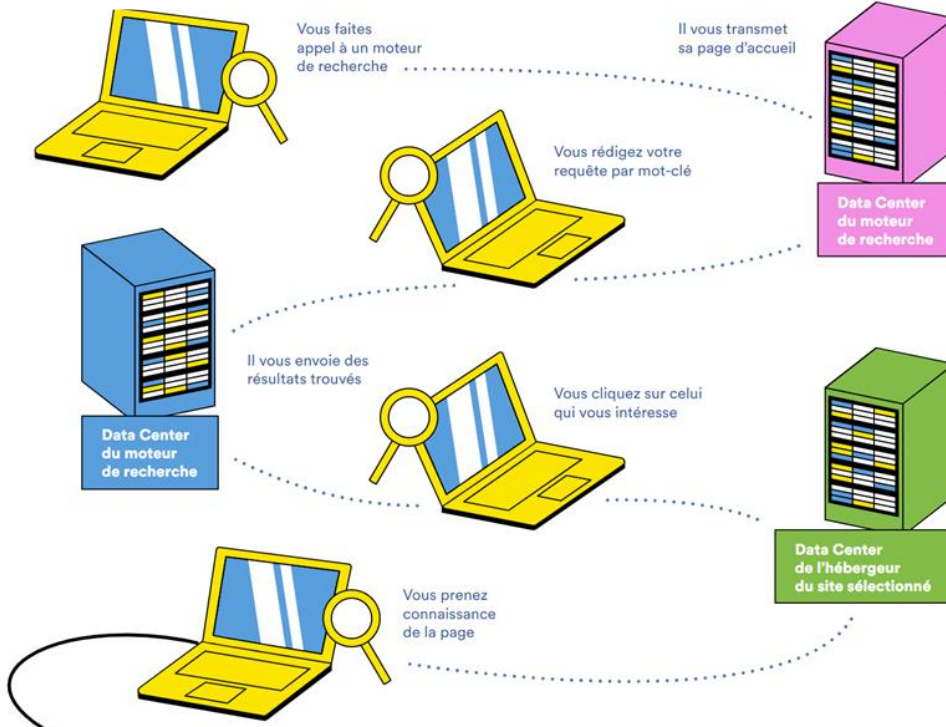 Vous faites
appel à un moteur
de recherche
Il vous transmet
sa page d'accueil
Data Center
du moteur
de recherche
Vous rédigez votre
requête par mot-clé
Il vous envoie des
résultats trouvés
Data Center
du moteur
de recherche
Vous cliquez sur celui
qui vous intéresse
Data Center
de l'hébergeur
du site sélectionné
Vous prenez
connaissance
de la page